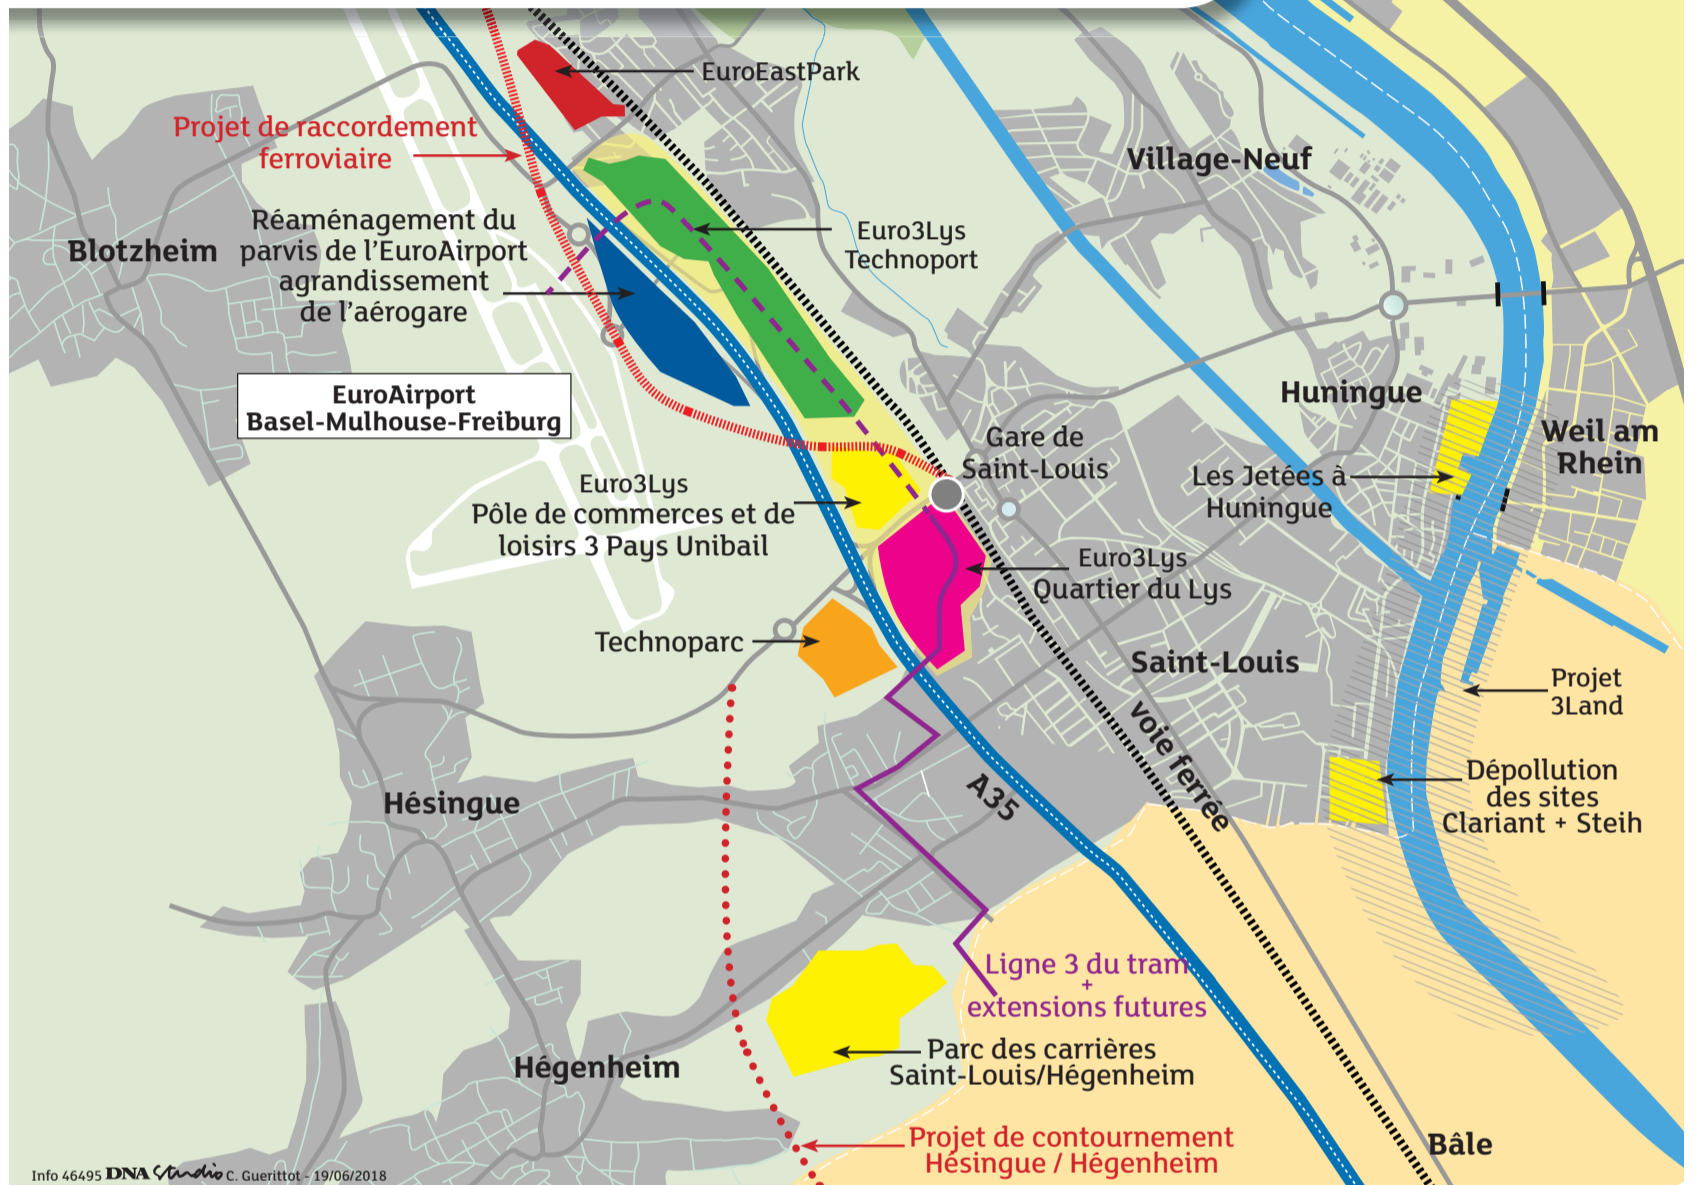 EuroEastPark
Projet de raccordement
ferroviaire
Village-Neuf
Blotzheim
Réaménagement du
parvis de l'EuroAirport
agrandissement
de l'aérogare
Euro3Lys
Technoport
EuroAirport
Basel-Mulhouse-Freiburg
Huningue
Weil am
Rhein
Gare de
Saint-Louis
Les Jetées à
Huningue
Euro3Lys
Pôle de commerces et de
loisirs 3 Pays Unibail
Euro3Lys
Quartier du Lys
Technoparc
Saint-Louis
Projet
3Land
voie ferrée
A35
Dépollution
des sites
Clariant + Steih
Hésingue
Ligne 3 du tram
+
extensions futures
Parc des carrières
Saint-Louis/Hégenheim
Hégenheim
Projet de contournement
Hésingue / Hégenheim
Bâle
Info 46495 DNA Studio C. Guerittot - 19/06/2018